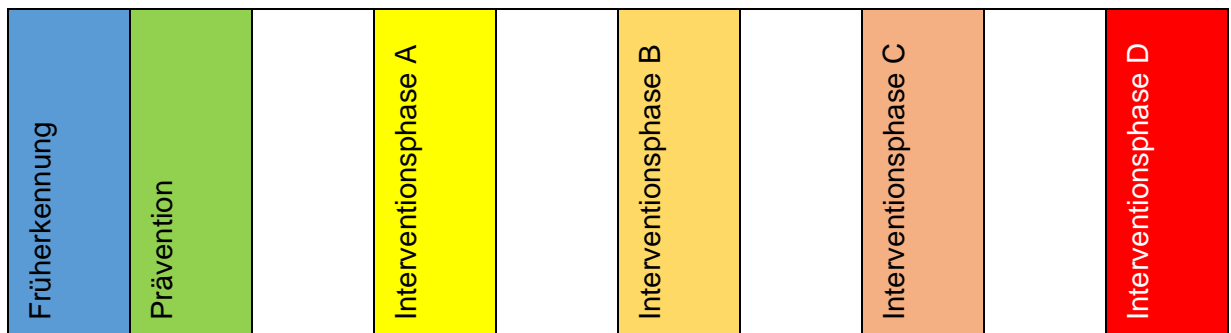 Früherkennung
Prävention
Interventionsphase A
Interventionsphase B
Interventionsphase C
Interventionsphase D